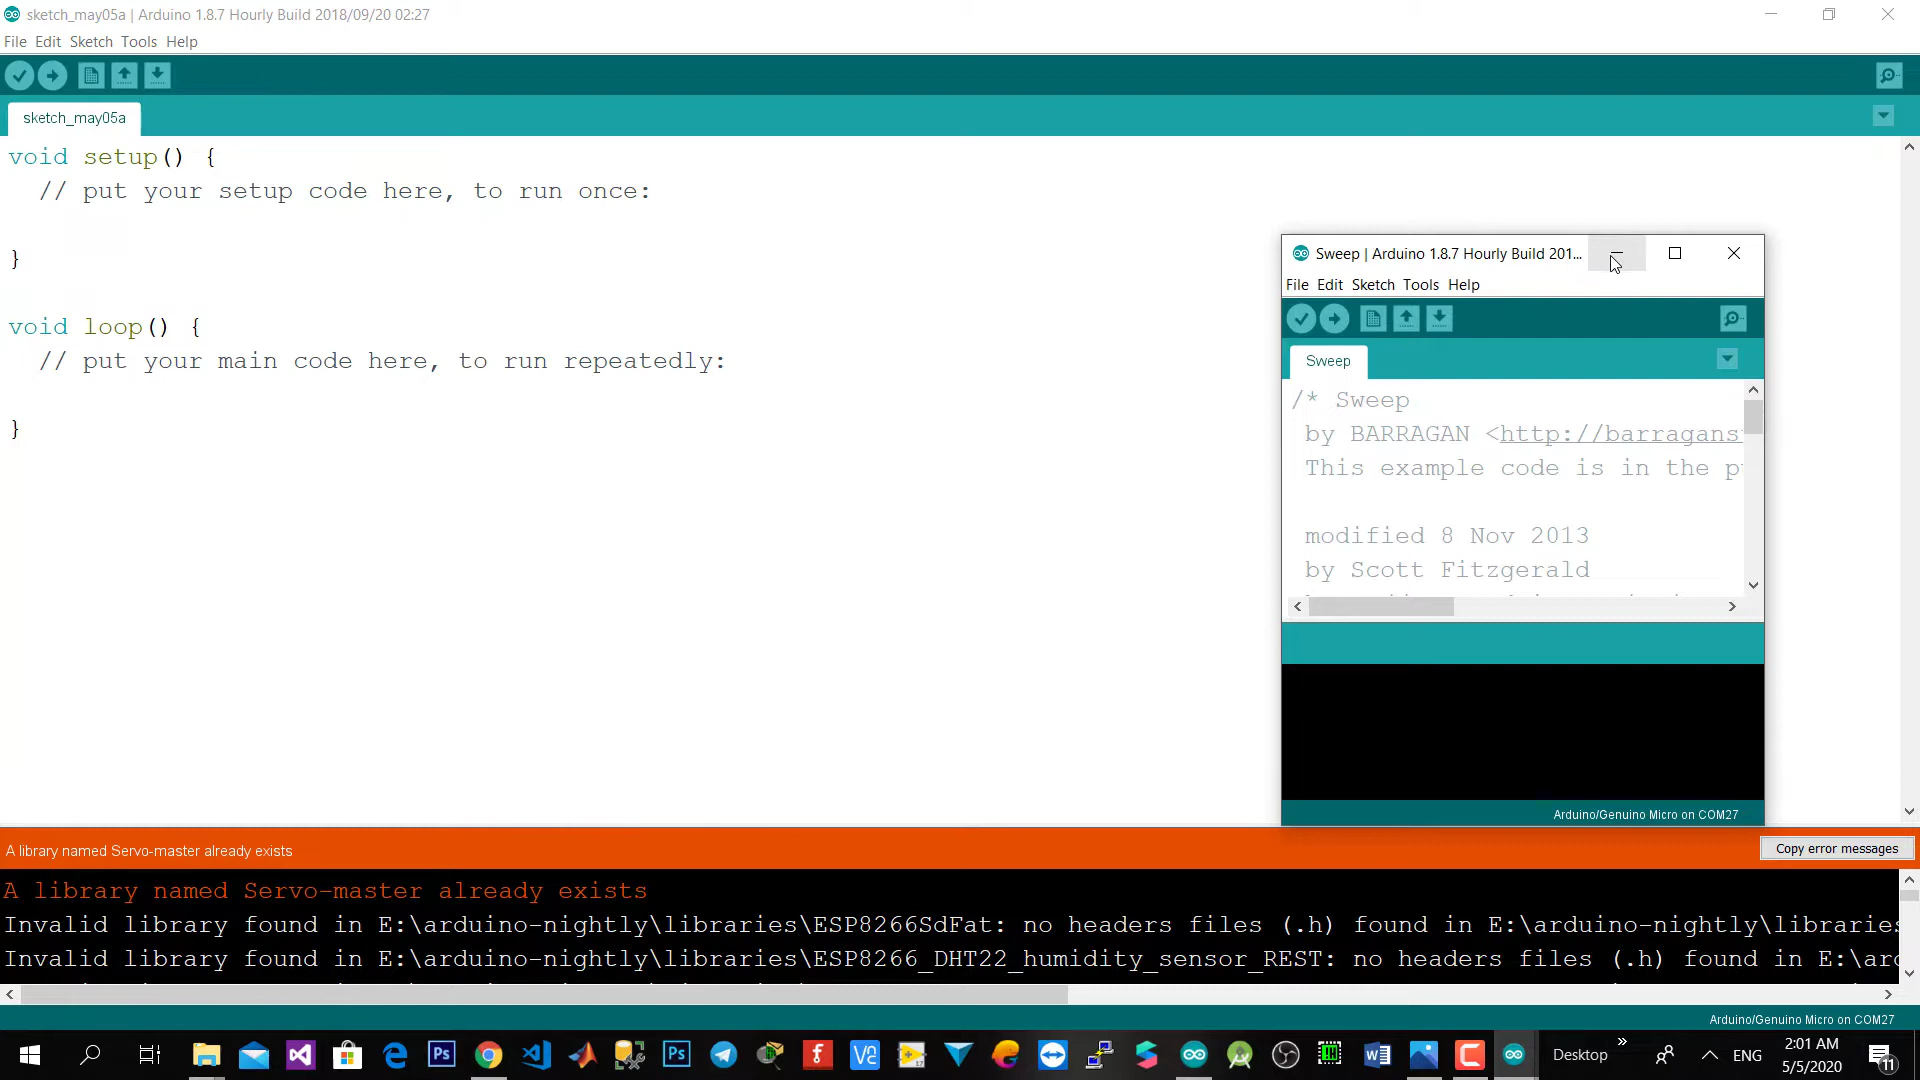 sketch_may05a | Arduino 1.8.7 Hourly Build 2018/09/20 02:27
File Edit Sketch Tools Help
sketch_may05a
void setup() {
// put your setup code here, to run once:
}
void loop() {
// put your main code here, to run repeatedly:
}
Sweep | Arduino 1.8.7 Hourly Build 201...
File Edit Sketch Tools Help
Sweep
/* Sweep
by BARRAGAN <http://barragans
This example code is in the p
modified 8 Nov 2013
by Scott Fitzgerald
Arduino/Genuino Micro on COM27
A library named Servo-master already exists
Copy error messages
A library named Servo-master already exists
Invalid library found in E:\arduino-nightly\libraries\ESP8266SdFat: no headers files (.h) found in E:\arduino-nightly\libraries
Invalid library found in E:\arduino-nightly\libraries\ESP8266_DHT22_humidity_sensor_REST: no headers files (.h) found in E:\ard
Arduino/Genuino Micro on COM27
Desktop
ENG
2:01 AM
5/5/2020
11